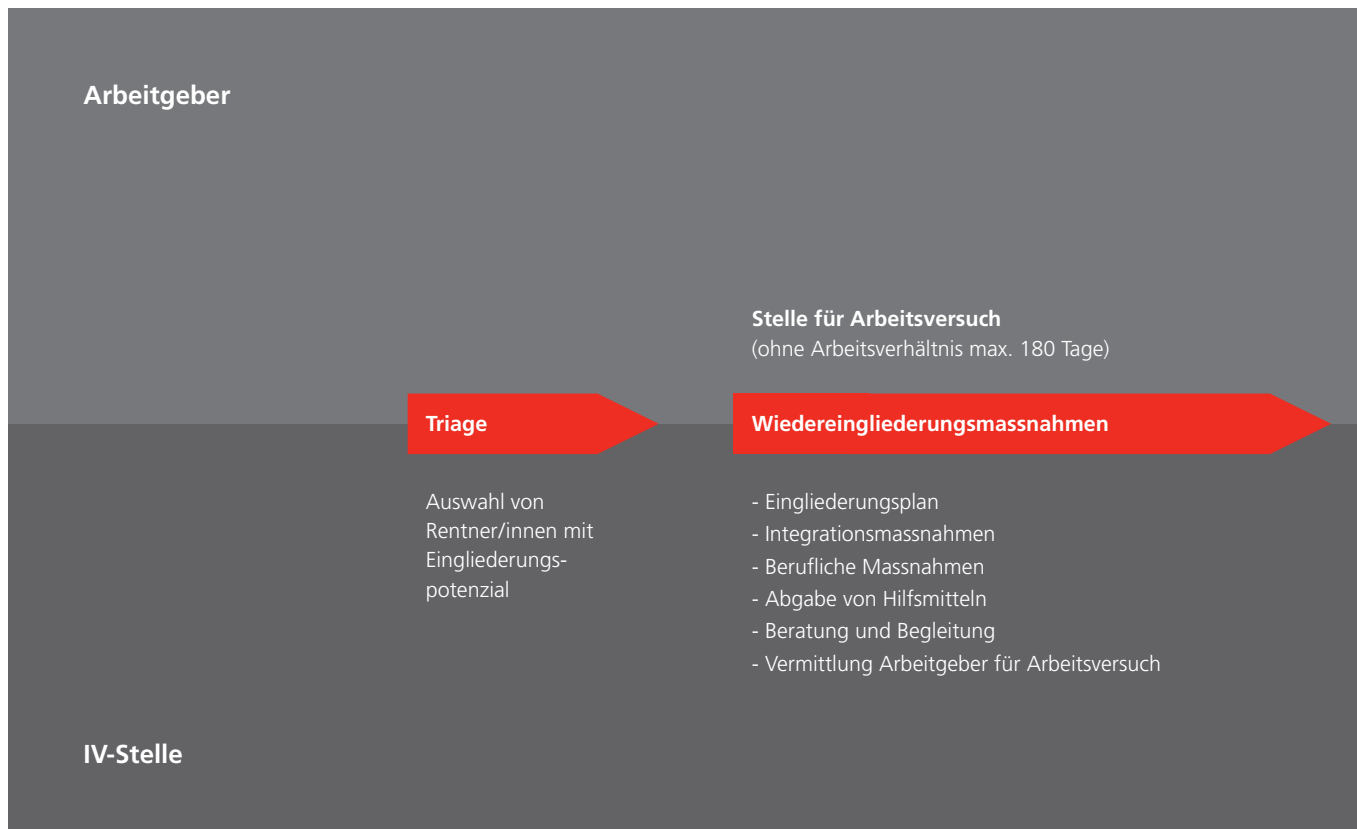 Arbeitgeber
Stelle für Arbeitsversuch
(ohne Arbeitsverhältnis max. 180 Tage)
Triage
Wiedereingliederungsmassnahmen
Auswahl von
Rentner/innen mit
Eingliederungs-
potenzial
- Eingliederungsplan
- Integrationsmassnahmen
- Berufliche Massnahmen
- Abgabe von Hilfsmitteln
- Beratung und Begleitung
- Vermittlung Arbeitgeber für Arbeitsversuch
IV-Stelle